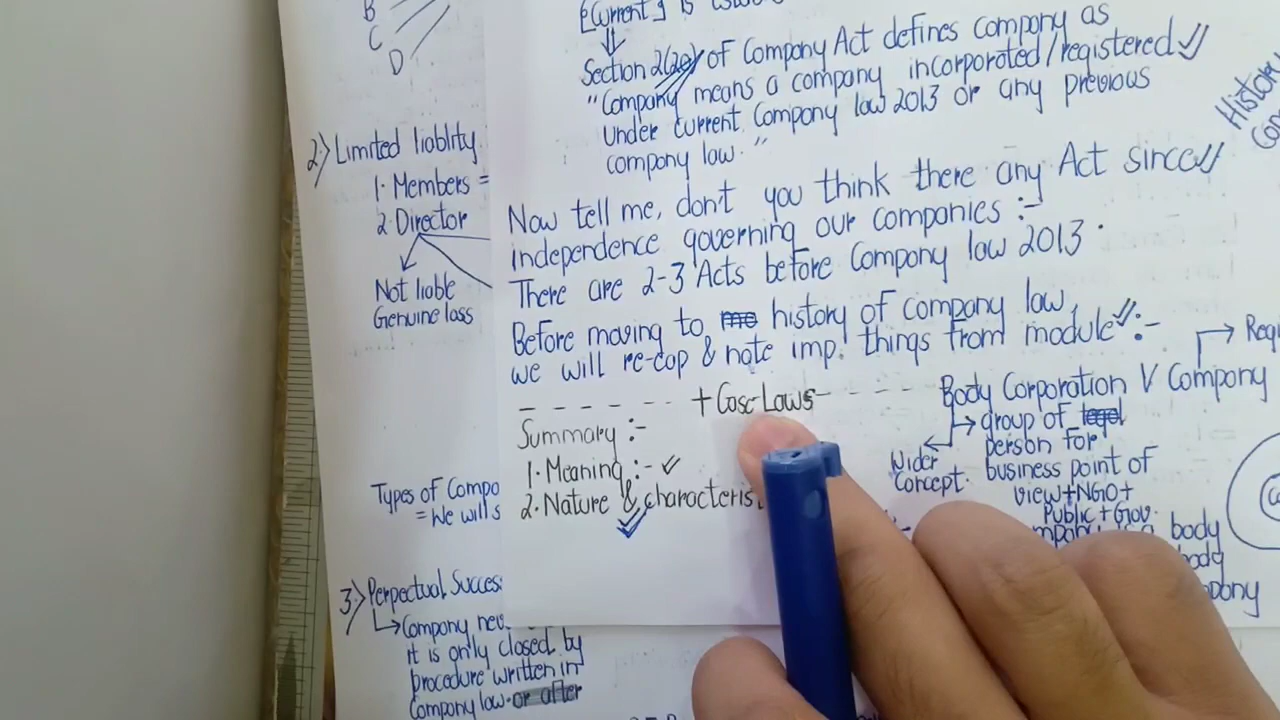 B
C
D
2) Limited liability
1. Members =
2. Director
Not liable
Genuine loss
Types of Compa
= We will s
3) Perpetual Succes
Company nev
it is only closed by
procedure written in
Company law. or after
Section 2(20) of Company Act defines company as
"Company means a company incorporated/registered
under current Company law 2013 or any previous
company law."
Now tell me, don't you think there any Act since
independence governing our companies :-
There are 2-3 Acts before Company law 2013.
Before moving to me history of company law,
we will re-cap & note imp. things from module :-
+ Case Laws
Summary :-
1. Meaning :-
2. Nature & characteris
Body Corporation V Company
group of legal
person for
business point of
view+NGO+
Public + Gov.
Wider
Concept.
body
body
pany